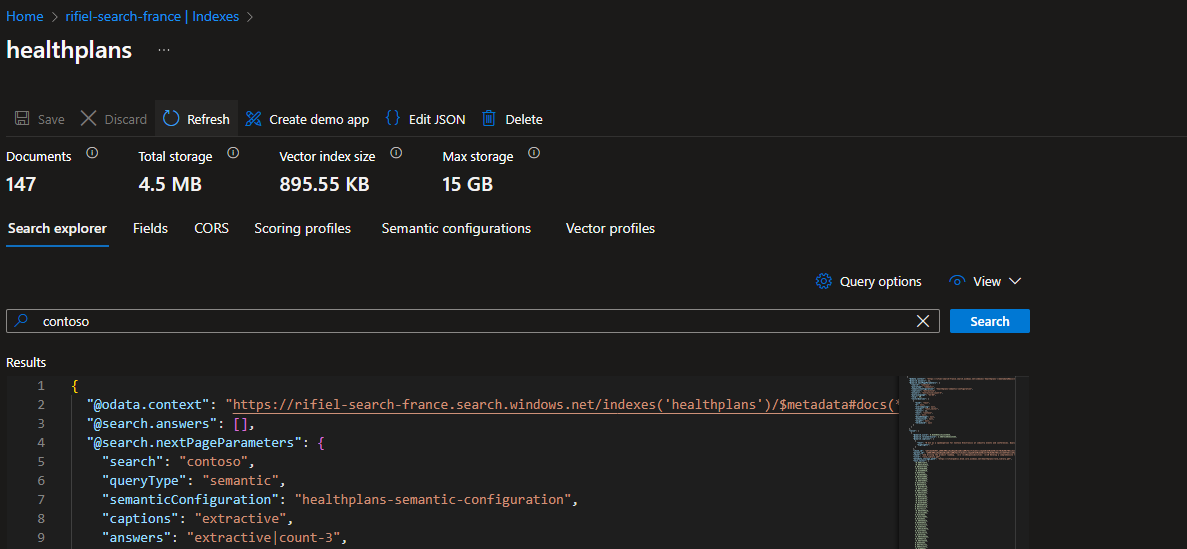 Home > rifiel-search-france | Indexes >
healthplans ...
Save Discard Refresh Create demo app {} Edit JSON Delete
Documents Total storage Vector index size Max storage
147 4.5 MB 895.55 KB 15 GB
Search explorer Fields CORS Scoring profiles Semantic configurations Vector profiles
Query options View
contoso Search
Results
1 {
2 "@odata.context": "https://rifiel-search-france.search.windows.net/indexes('healthplans')/$metadata#docs(*
3 "@search.answers": [],
4 "@search.nextPageParameters": {
5 "search": "contoso",
6 "queryType": "semantic",
7 "semanticConfiguration": "healthplans-semantic-configuration",
8 "captions": "extractive",
9 "answers": "extractive|count-3",